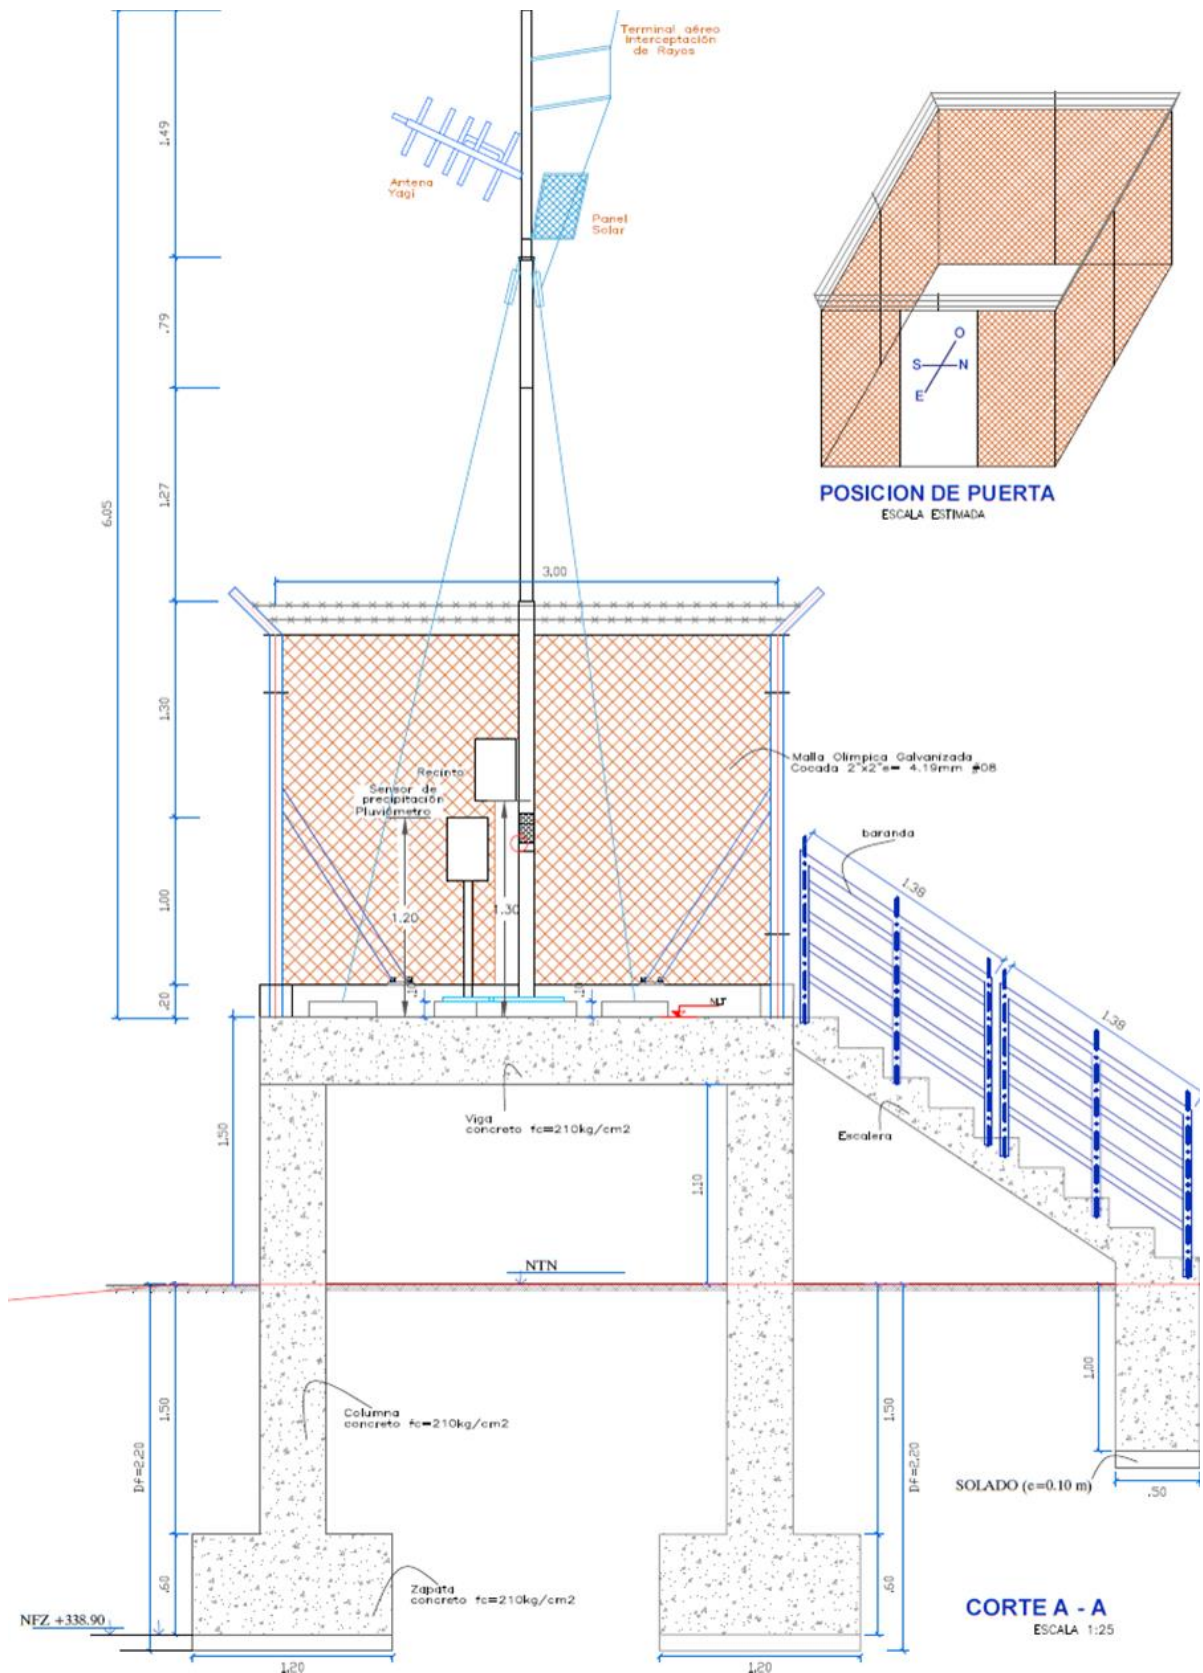 Terminal aéreo
interceptación
de Rayos
1.49
Antena
Yagi
Panel
Solar
O
S
N
E
POSICION DE PUERTA
ESCALA ESTIMADA
.79
6.05
1.27
3.00
1.30
Malla Olímpica Galvanizada
Cocada 2"x2"e= 4.19mm #08
Recinto
Sensor de
precipitación
Pluviómetro
baranda
1.38
1.00
1.20
1.30
.20
.10
.10
NLT
1.38
Viga
concreto fc=210kg/cm2
Escalera
1.50
1.10
NTN
1.00
1.50
Columna
concreto fc=210kg/cm2
1.50
Df=2.20
Df=2.20
SOLADO (e=0.10 m)
.50
.60
Zapata
concreto fc=210kg/cm2
.60
NFZ +338.90
CORTE A - A
ESCALA 1:25
1.20
1.20